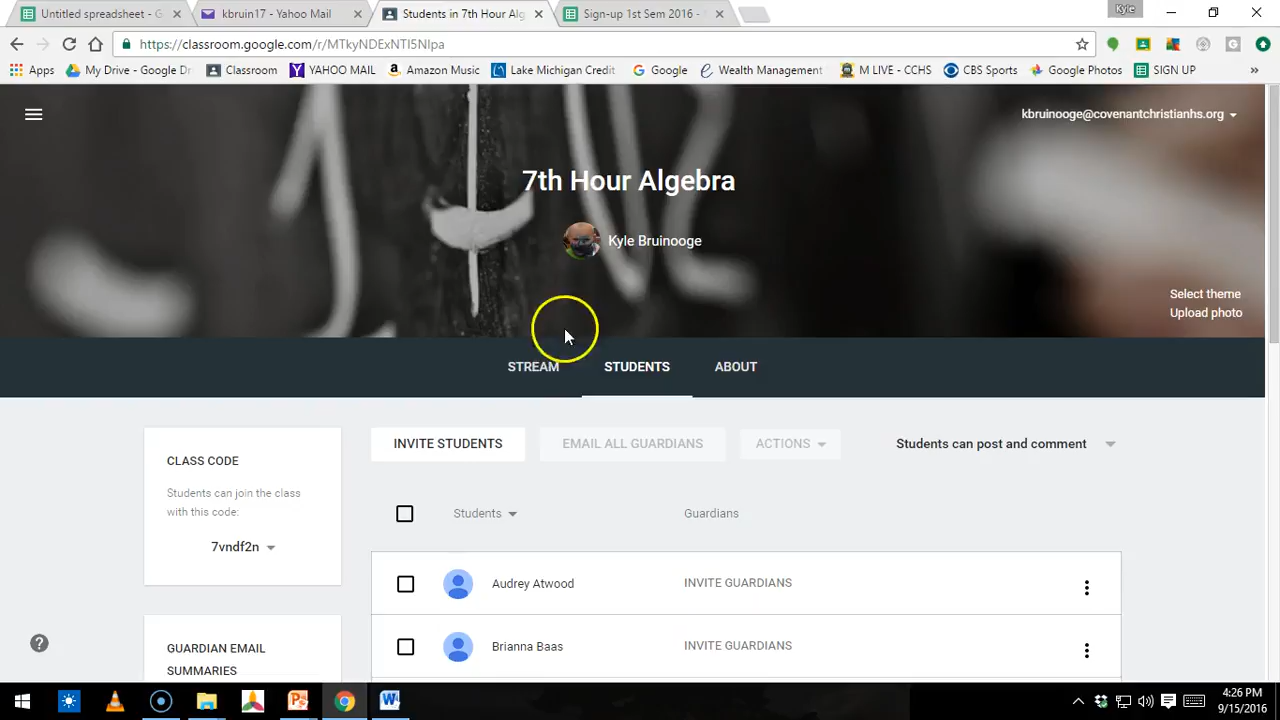 Untitled spreadsheet - G
kbruin17 - Yahoo Mail
Students in 7th Hour Alg
Sign-up 1st Sem 2016 -
Kyle
https://classroom.google.com/r/MTkyNDExNTI5NIpa
Apps
My Drive - Google Dr
Classroom
YAHOO MAIL
Amazon Music
Lake Michigan Credit
Google
Wealth Management
M LIVE - CCHS
CBS Sports
Google Photos
SIGN UP
»
kbruinooge@covenantchristianhs.org
7th Hour Algebra
Kyle Bruinooge
Select theme
Upload photo
STREAM
STUDENTS
ABOUT
CLASS CODE
Students can join the class
with this code:
7vndf2n
GUARDIAN EMAIL
SUMMARIES
INVITE STUDENTS
EMAIL ALL GUARDIANS
ACTIONS
Students can post and comment
Students
Guardians
Audrey Atwood
INVITE GUARDIANS
Brianna Baas
INVITE GUARDIANS
4:26 PM
9/15/2016